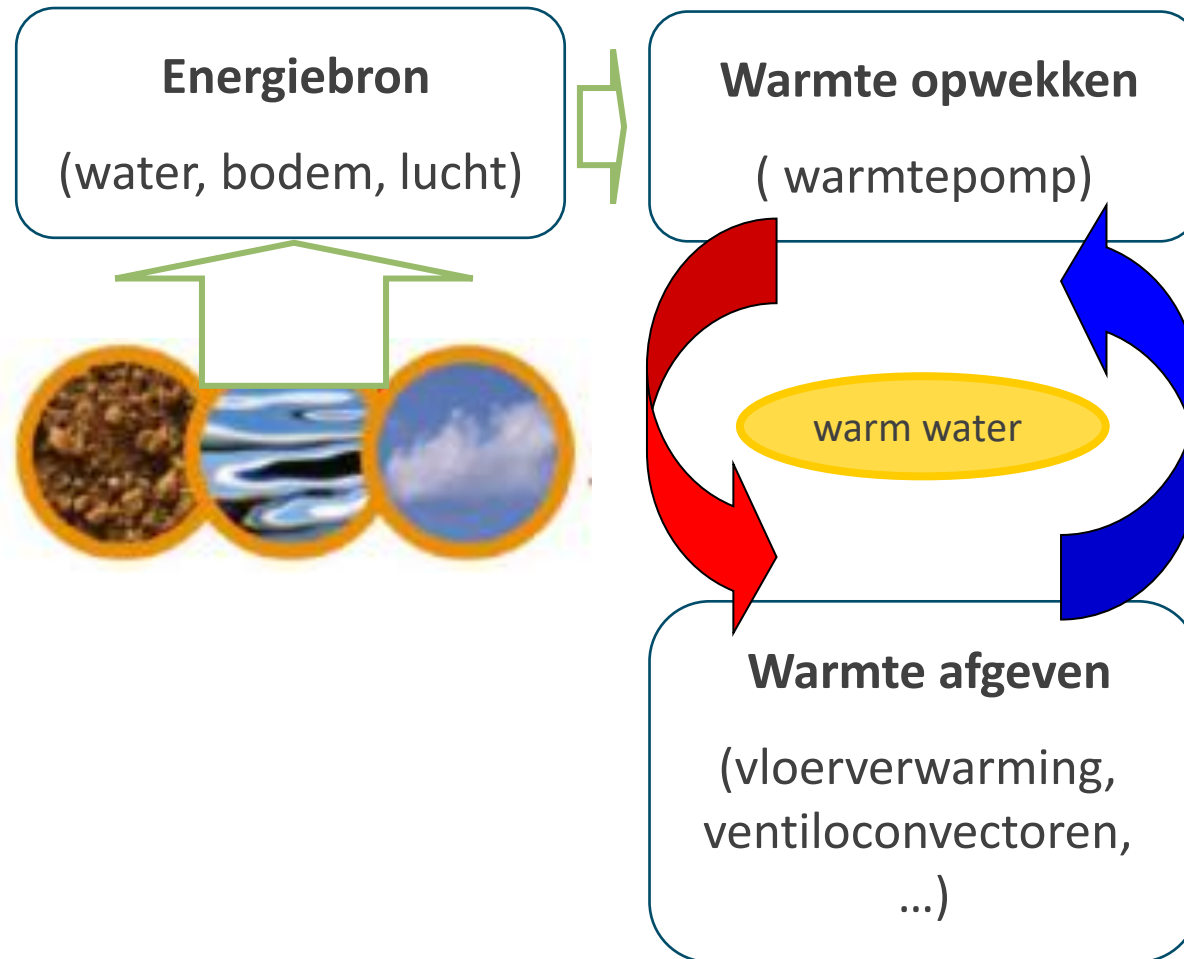 Energiebron
(water, bodem, lucht)
Warmte opwekken
( warmtepomp)
warm water
Warmte afgeven
(vloerverwarming,
ventiloconvectoren,
...)